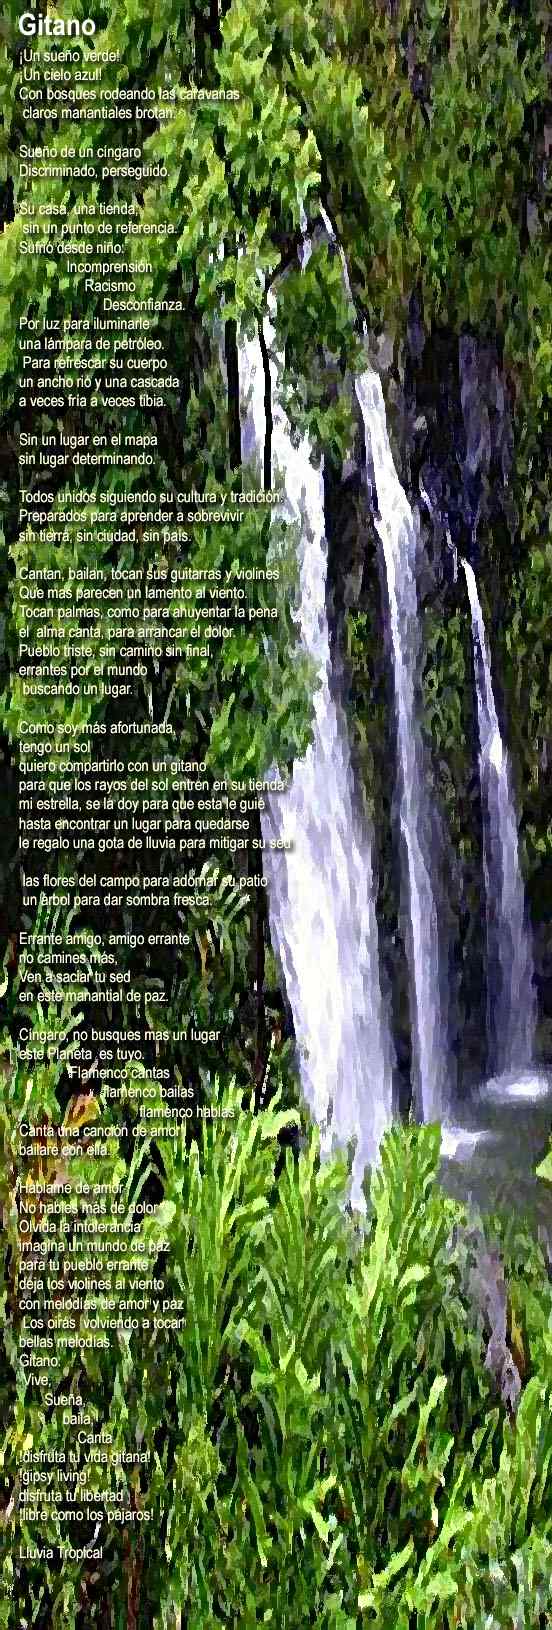 Gitano
¡Un sueño verde!
¡Un cielo azul!
Con bosques rodeando las caravanas
claros manantiales brotan.
Sueño de un cíngaro
Discriminado, perseguido.
Su casa, una tienda;
sin un punto de referencia.
Sufrió desde niño:
Incomprensión
Racismo
Desconfianza.
Por luz para iluminarle
una lámpara de petróleo.
Para refrescar su cuerpo
un ancho rió y una cascada
a veces fría a veces tibia.
Sin un lugar en el mapa
sin lugar determinando.
Todos unidos siguiendo su cultura y tradición.
Preparados para aprender a sobrevivir
sin tierra, sin ciudad, sin país.
Cantan, bailan, tocan sus guitarras y violines
Que mas parecen un lamento al viento.
Tocan palmas, como para ahuyentar la pena
el alma canta, para arrancar el dolor.
Pueblo triste, sin camino sin final,
errantes por el mundo
buscando un lugar.
Como soy más afortunada,
tengo un sol
quiero compartirlo con un gitano
para que los rayos del sol entren en su tienda
mi estrella, se la doy para que esta le guié
hasta encontrar un lugar para quedarse
le regalo una gota de lluvia para mitigar su sed
las flores del campo para adornar su patio
un árbol para dar sombra fresca.
Errante amigo, amigo errante
no camines más,
Ven a saciar tu sed
en este manantial de paz.
Cíngaro, no busques mas un lugar
este Planeta es tuyo.
Flamenco cantas
flamenco bailas
flamenco hablas
Canta una canción de amor
bailaré con ella.
Háblame de amor
No hables más de dolor
Olvida la intolerancia
imagina un mundo de paz
para tu pueblo errante
deja los violines al viento
con melodías de amor y paz
Los oirás volviendo a tocar
bellas melodías.
Gitano:
Vive,
Sueña,
baila,
Canta
!disfruta tu vida gitana!
!gipsy living!
disfruta tu libertad
!libre como los pájaros!
Lluvia Tropical